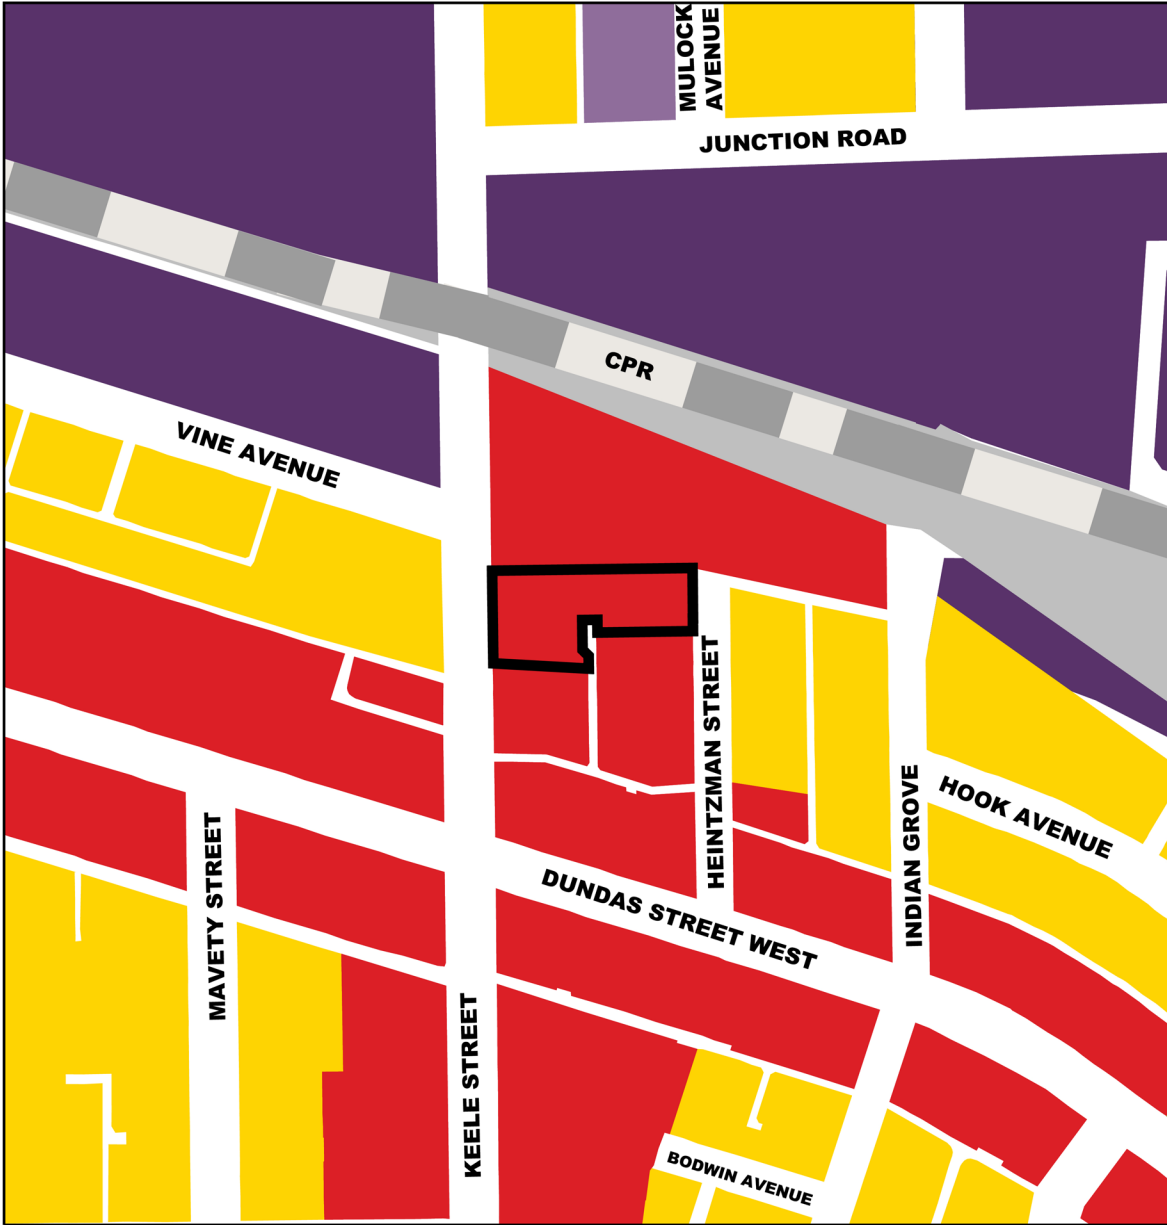 MULOCK
AVENUE
JUNCTION ROAD
CPR
VINE AVENUE
HEINTZMAN STREET
HOOK AVENUE
INDIAN GROVE
MAVETY STREET
DUNDAS STREET WEST
KEELE STREET
BODWIN AVENUE